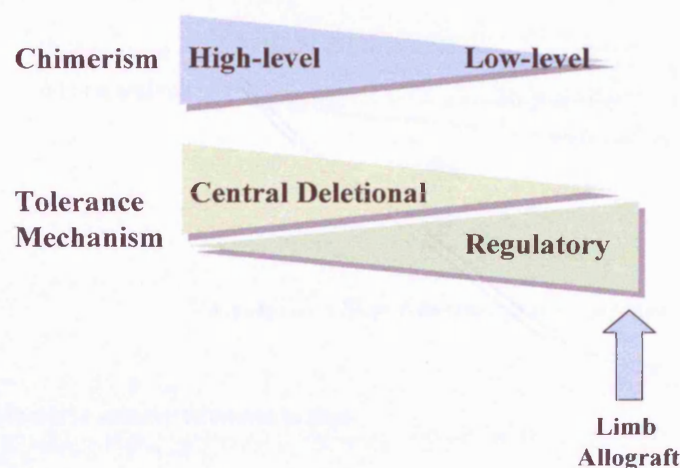 Chimerism High-level Low-level
Central Deletional
Tolerance
Mechanism
Regulatory
Limb
Allograft